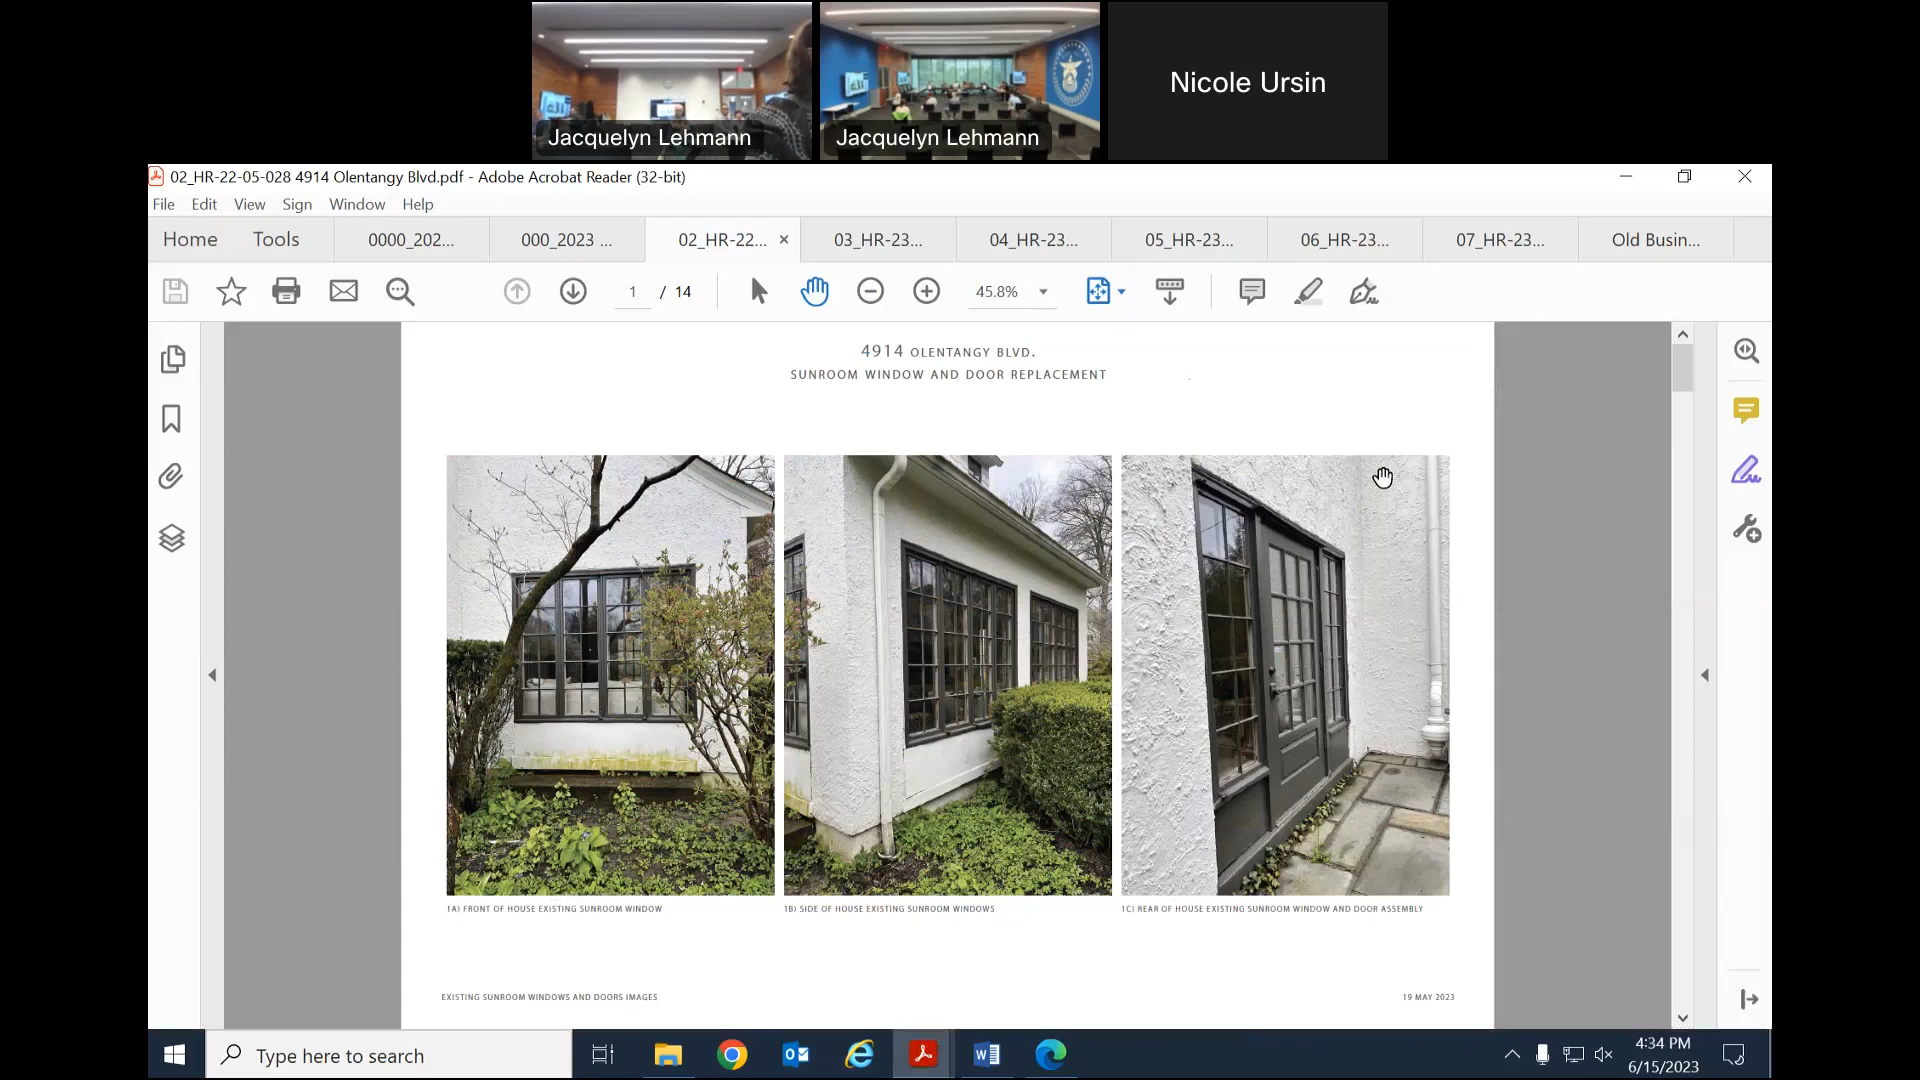 Jacquelyn Lehmann
Jacquelyn Lehmann
Nicole Ursin
02_HR-22-05-028 4914 Olentangy Blvd.pdf - Adobe Acrobat Reader (32-bit)
File Edit View Sign Window Help
Home Tools 0000_202... 000_2023 ... 02_HR-22... 03_HR-23... 04_HR-23... 05_HR-23... 06_HR-23... 07_HR-23... Old Busin...
1 / 14 45.8%
4914 OLENTANGY BLVD.
SUNROOM WINDOW AND DOOR REPLACEMENT
1A) FRONT OF HOUSE EXISTING SUNROOM WINDOW
1B) SIDE OF HOUSE EXISTING SUNROOM WINDOWS
1C) REAR OF HOUSE EXISTING SUNROOM WINDOW AND DOOR ASSEMBLY
EXISTING SUNROOM WINDOWS AND DOORS IMAGES
19 MAY 2023
Type here to search
4:34 PM
6/15/2023